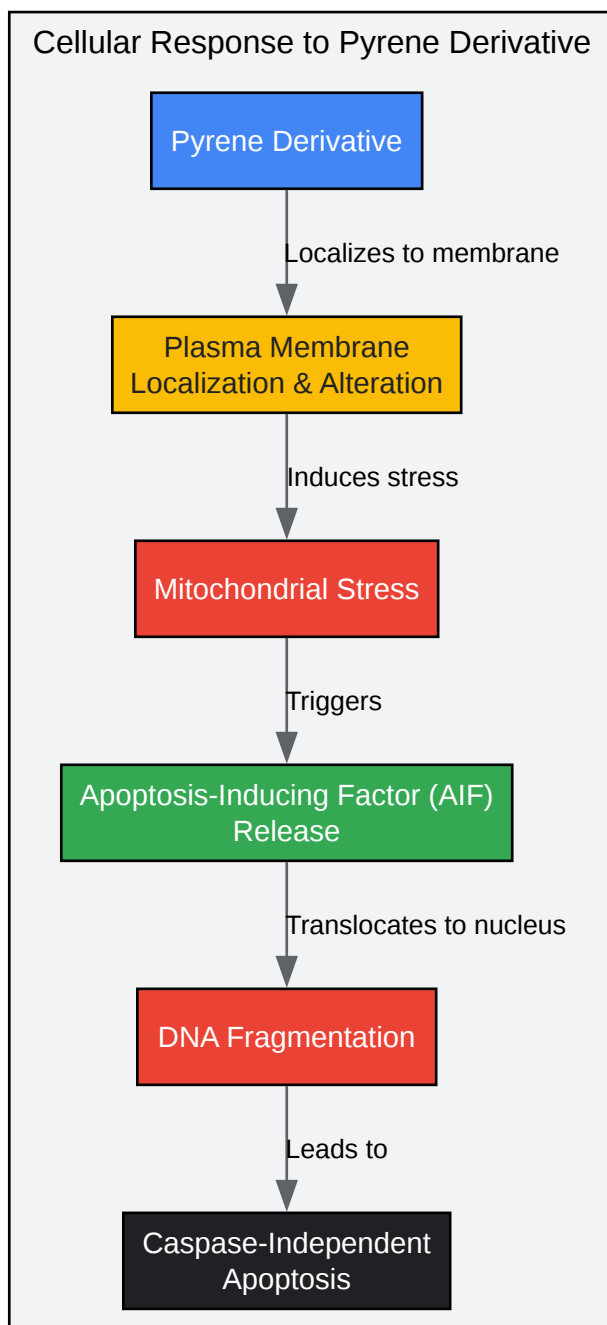 Cellular Response to Pyrene Derivative
Pyrene Derivative
Localizes to membrane
Plasma Membrane
Localization & Alteration
Induces stress
Mitochondrial Stress
Triggers
Apoptosis-Inducing Factor (AIF)
Release
Translocates to nucleus
DNA Fragmentation
Leads to
Caspase-Independent
Apoptosis